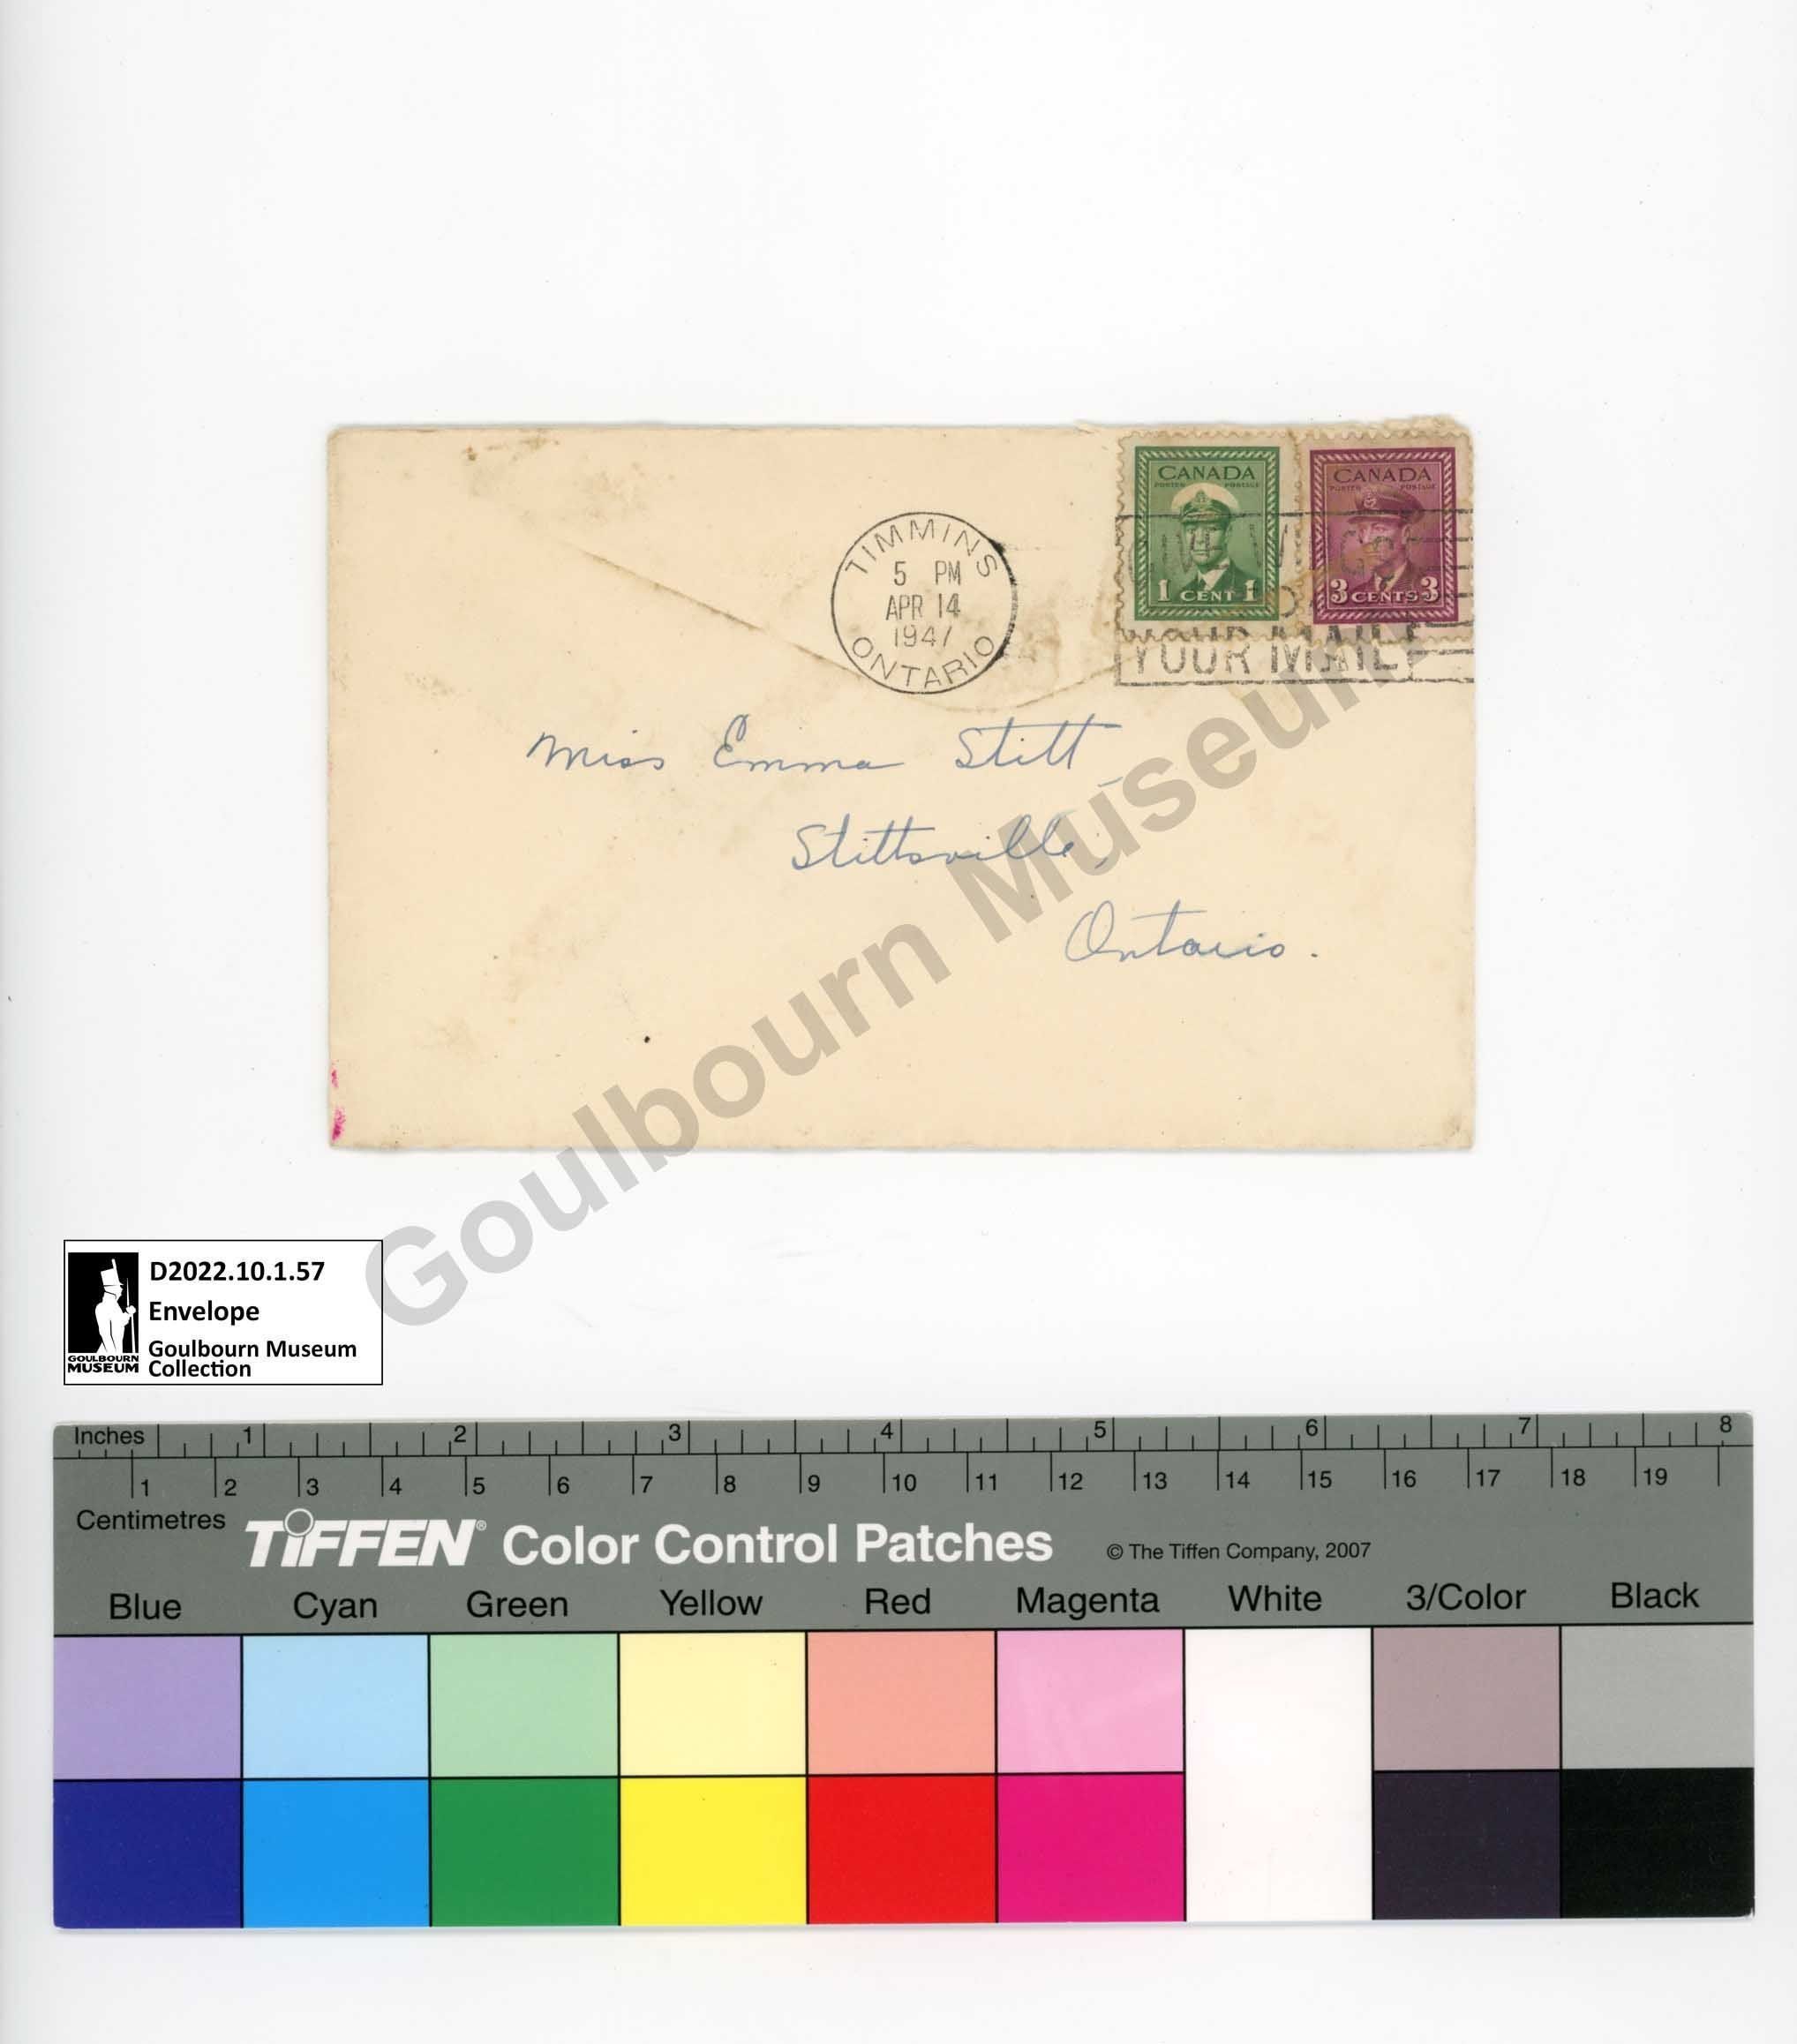 TIMMINS
5 PM
APR 14
1947
ONTARIO
CANADA
POSTES POSTAGE
1 CENT 1
CANADA
POSTES POSTAGE
3 CENTS 3
YOUR MAIL
Miss Emma Stitt
Stittsville,
Ontario.
Goulbourn Museum
D2022.10.1.57
Envelope
Goulbourn Museum
Collection
GOULBOURN
MUSEUM
Inches 1 2 3 4 5 6 7 8
1 2 3 4 5 6 7 8 9 10 11 12 13 14 15 16 17 18 19
Centimetres
TIFFEN® Color Control Patches © The Tiffen Company, 2007
Blue Cyan Green Yellow Red Magenta White 3/Color Black